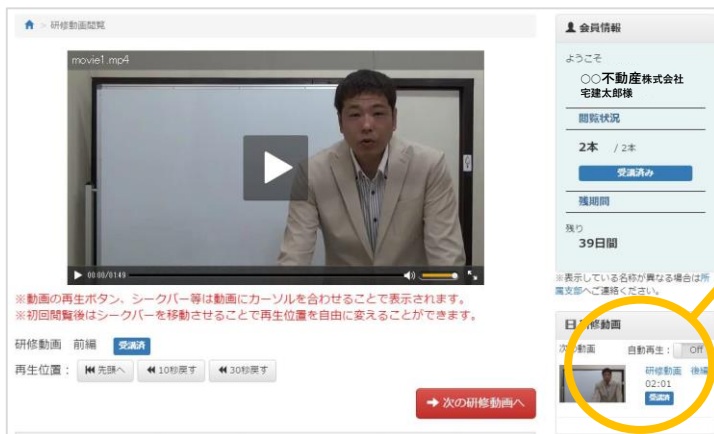 > 研修動画閲覧
movie1.mp4
00:00/01:49
※動画の再生ボタン、シークバー等は動画にカーソルを合わせることで表示されます。
※初回閲覧後はシークバーを移動させることで再生位置を自由に変えることができます。
研修動画 前編 受講済
再生位置： 先頭へ 10秒戻す 30秒戻す
次の研修動画へ
会員情報
ようこそ
○○不動産株式会社
宅建太郎様
閲覧状況
2本 / 2本
受講済み
残期間
残り
39日間
※表示している名称が異なる場合は所
属支部へご連絡ください。
研修動画
次の動画 自動再生： Off
研修動画 後編
02:01
受講済